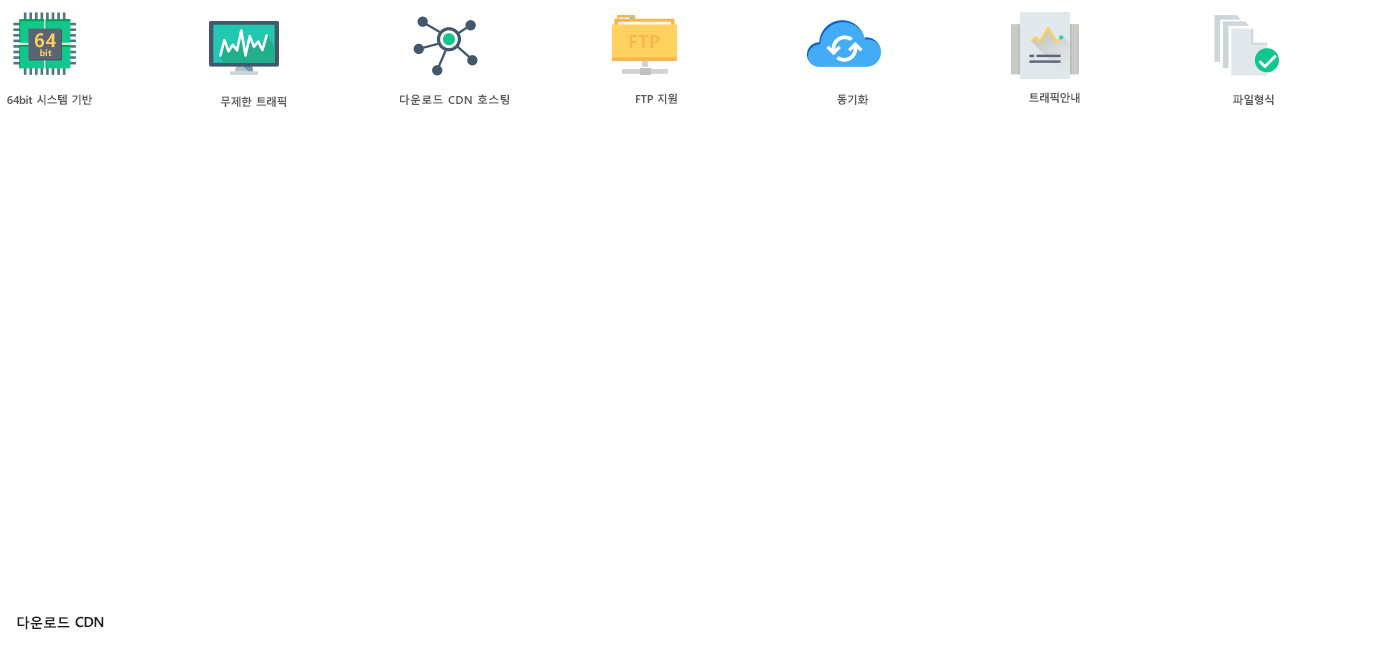 64
bit
FTP
64bit 시스템 기반
무제한 트래픽
다운로드 CDN 호스팅
FTP 지원
동기화
트래픽안내
파일형식
다운로드 CDN